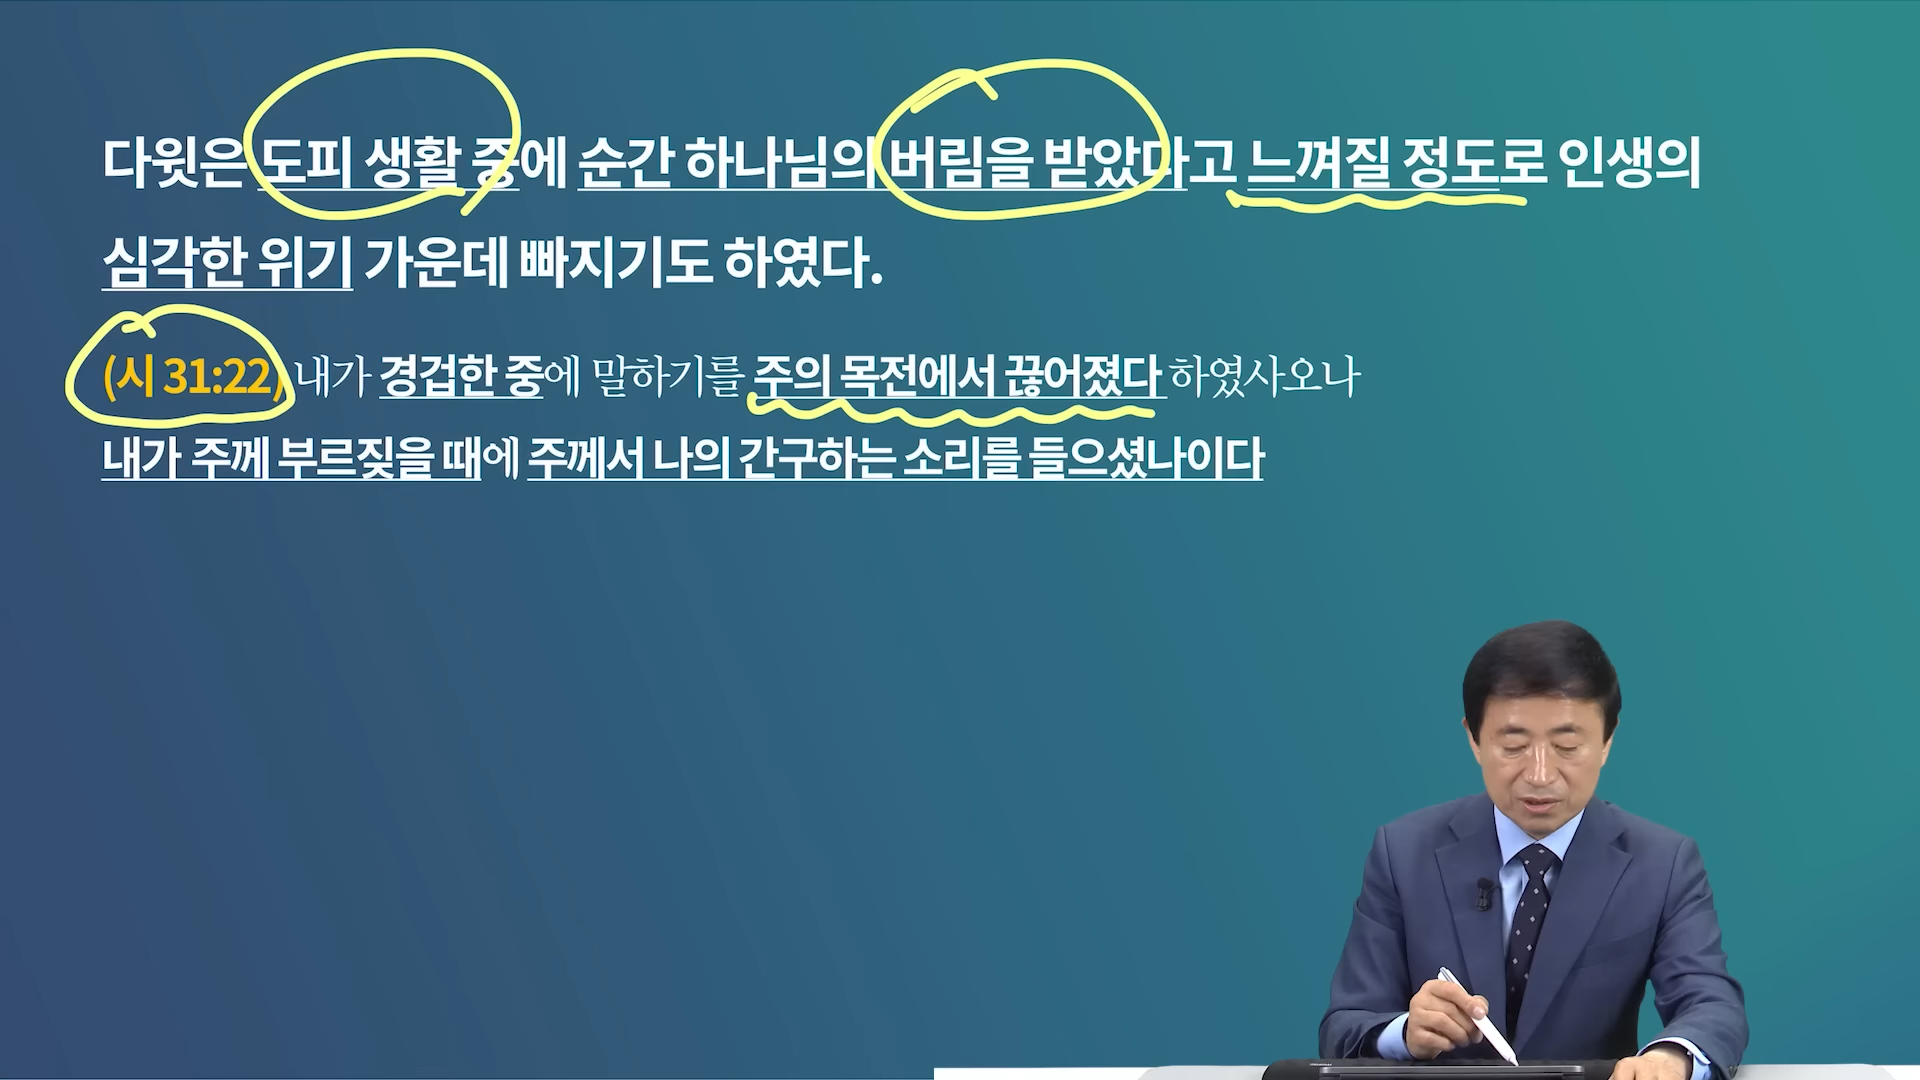 다윗은 도피 생활 중에 순간 하나님의 버림을 받았다고 느껴질 정도로 인생의
심각한 위기 가운데 빠지기도 하였다.
(시 31:22) 내가 경겁한 중에 말하기를 주의 목전에서 끊어졌다 하였사오나
내가 주께 부르짖을 때에 주께서 나의 간구하는 소리를 들으셨나이다